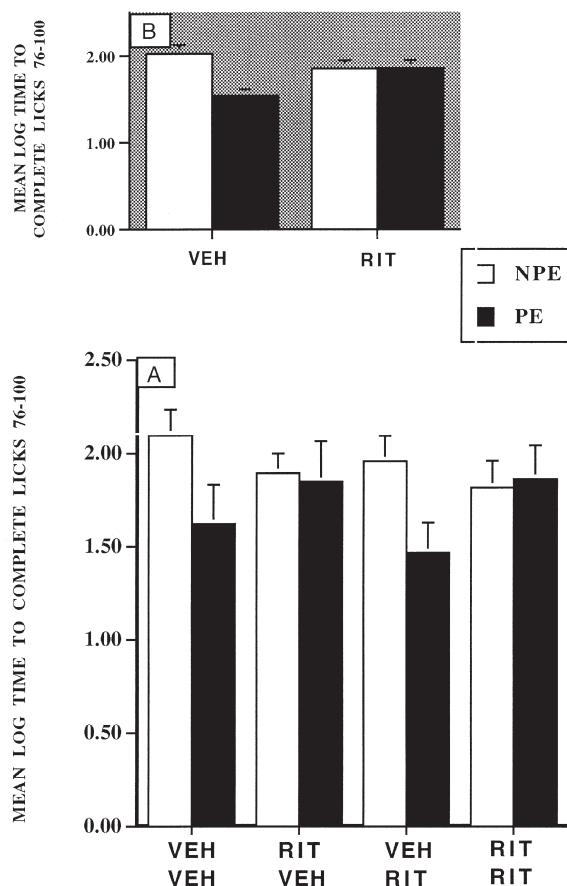 B
MEAN LOG TIME TO
COMPLETE LICKS 76-100
2.00
1.00
0.00
VEH
RIT
NPE
PE
A
MEAN LOG TIME TO COMPLETE LICKS 76-100
2.50
2.00
1.50
1.00
0.50
0.00
VEH RIT VEH RIT
VEH VEH RIT RIT